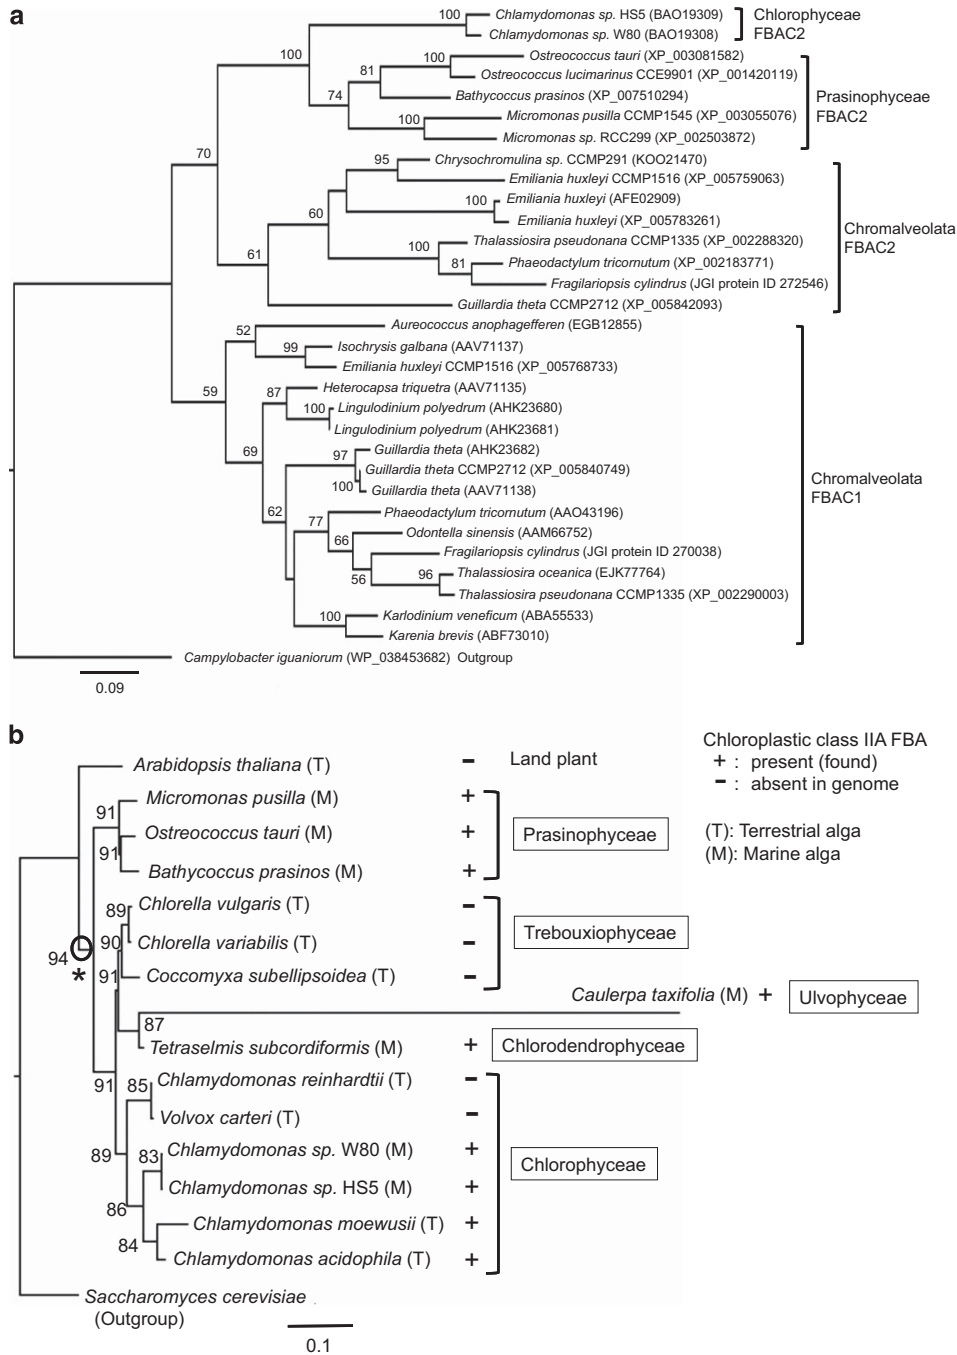 a
100
Chlamydomonas sp. HS5 (BAO19309)
Chlamydomonas sp. W80 (BAO19308)
Chlorophyceae
FBAC2
100
100
Ostreococcus tauri (XP_003081582)
81
Ostreococcus lucimarinus CCE9901 (XP_001420119)
74
Bathycoccus prasinos (XP_007510294)
Micromonas pusilla CCMP1545 (XP_003055076)
100
Micromonas sp. RCC299 (XP_002503872)
Prasinophyceae
FBAC2
70
95
Chrysochromulina sp. CCMP291 (KOO21470)
Emiliania huxleyi CCMP1516 (XP_005759063)
100
Emiliania huxleyi (AFE02909)
60
Emiliania huxleyi (XP_005783261)
100
Thalassiosira pseudonana CCMP1335 (XP_002288320)
61
81
Phaeodactylum tricornutum (XP_002183771)
Fragilariopsis cylindrus (JGI protein ID 272546)
Guillardia theta CCMP2712 (XP_005842093)
Chromalveolata
FBAC2
52
Aureococcus anophagefferen (EGB12855)
99
Isochrysis galbana (AAV71137)
Emiliania huxleyi CCMP1516 (XP_005768733)
59
87
Heterocapsa triquetra (AAV71135)
100
Lingulodinium polyedrum (AHK23680)
Lingulodinium polyedrum (AHK23681)
69
97
Guillardia theta (AHK23682)
Guillardia theta CCMP2712 (XP_005840749)
100
Guillardia theta (AAV71138)
62
77
Phaeodactylum tricornutum (AAO43196)
66
Odontella sinensis (AAM66752)
Fragilariopsis cylindrus (JGI protein ID 270038)
56
96
Thalassiosira oceanica (EJK77764)
Thalassiosira pseudonana CCMP1335 (XP_002290003)
100
Karlodinium veneficum (ABA55533)
Karenia brevis (ABF73010)
Chromalveolata
FBAC1
Campylobacter iguaniorum (WP_038453682) Outgroup
0.09
b
Chloroplastic class IIA FBA
+ : present (found)
- : absent in genome
(T): Terrestrial alga
(M): Marine alga
Arabidopsis thaliana (T) - Land plant
91
Micromonas pusilla (M) +
Ostreococcus tauri (M) +
91
Bathycoccus prasinos (M) +
Prasinophyceae
89
Chlorella vulgaris (T) -
90
Chlorella variabilis (T) -
94
*
91
Coccomyxa subellipsoidea (T) -
Trebouxiophyceae
Caulerpa taxifolia (M) + Ulvophyceae
87
Tetraselmis subcordiformis (M) + Chlorodendrophyceae
91
85
Chlamydomonas reinhardtii (T) -
Volvox carteri (T) -
89
83
Chlamydomonas sp. W80 (M) +
Chlamydomonas sp. HS5 (M) +
86
Chlamydomonas moewusii (T) +
84
Chlamydomonas acidophila (T) +
Chlorophyceae
Saccharomyces cerevisiae
(Outgroup)
0.1